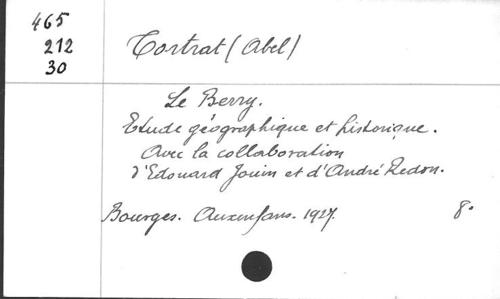 465
212
30
Tortrat (Abel)
Le Berry.
Etude géographique et historique.
Avec la collaboration
d'Edouard Jouin et d'André Redon.
Bourges. Auxenfans. 1927. 8°